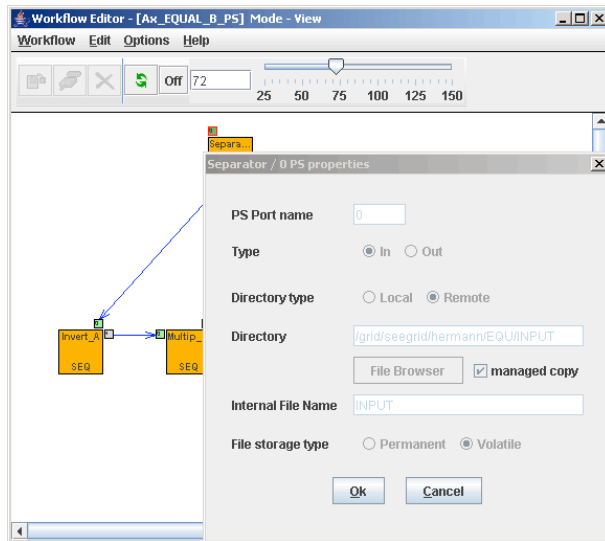 Workflow Editor - [Ax_EQUAL_B_PS] Mode - View
Workflow Edit Options Help
Off 72
25 50 75 100 125 150
Separa...
Separator / 0 PS properties
PS Port name 0
Type In Out
Directory type Local Remote
Directory /grid/seegrid/hermann/EQU/INPUT
File Browser managed copy
Internal File Name INPUT
File storage type Permanent Volatile
Ok Cancel
Invert_A Multip_
SEQ SEQ